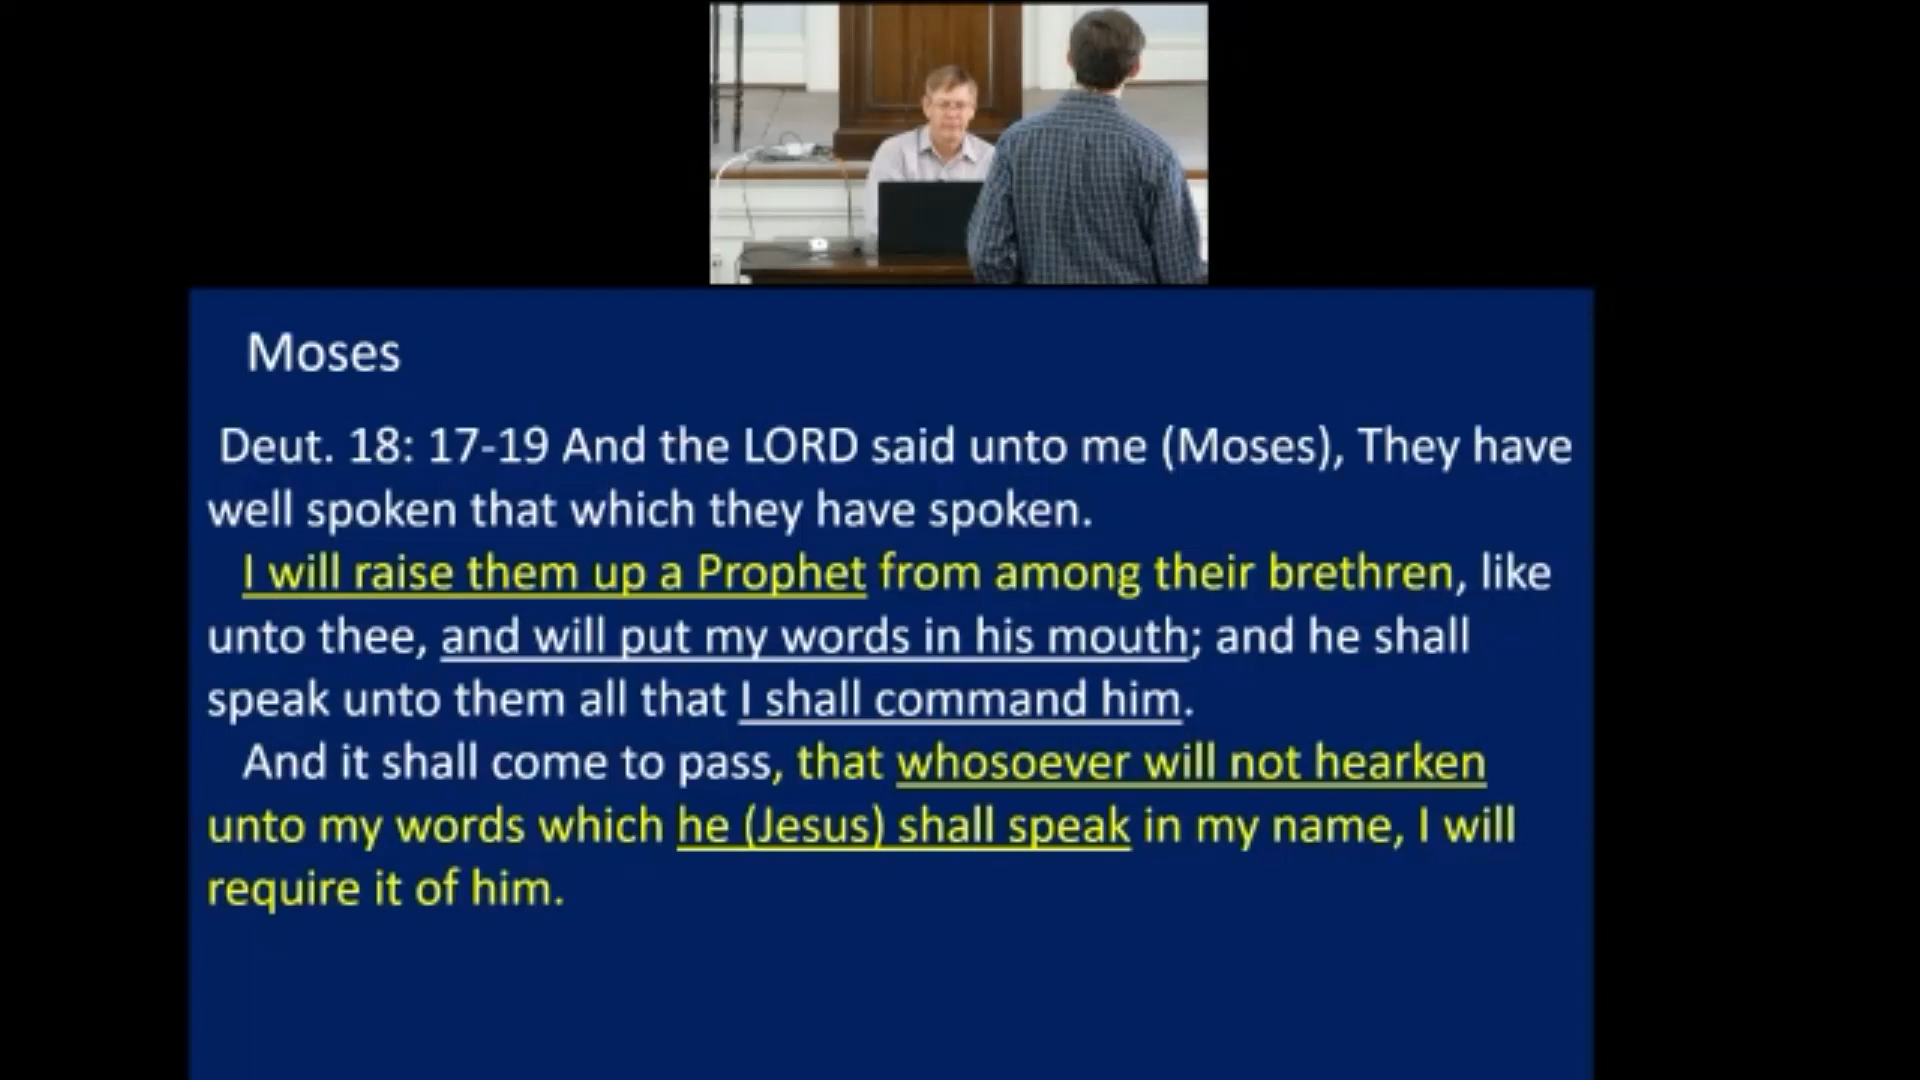 Moses
Deut. 18: 17-19 And the LORD said unto me (Moses), They have
well spoken that which they have spoken.
I will raise them up a Prophet from among their brethren, like
unto thee, and will put my words in his mouth; and he shall
speak unto them all that I shall command him.
And it shall come to pass, that whosoever will not hearken
unto my words which he (Jesus) shall speak in my name, I will
require it of him.